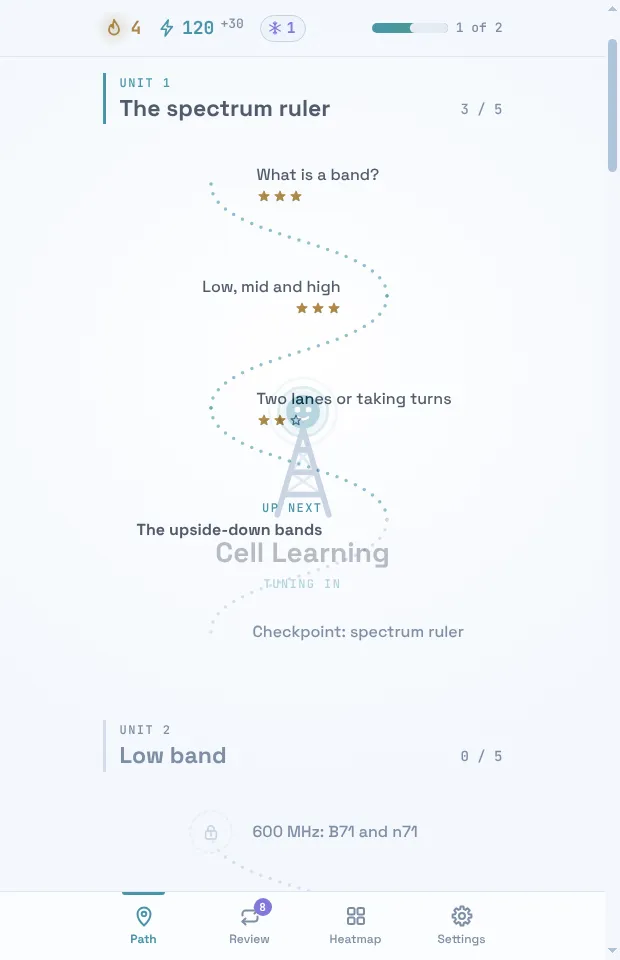 4 120 +30 1 1 of 2
UNIT 1
The spectrum ruler 3 / 5
What is a band?
Low, mid and high
Two lanes or taking turns
UP NEXT
The upside-down bands
Cell Learning
TUNING IN
Checkpoint: spectrum ruler
UNIT 2
Low band 0 / 5
600 MHz: B71 and n71
8
Path Review Heatmap Settings